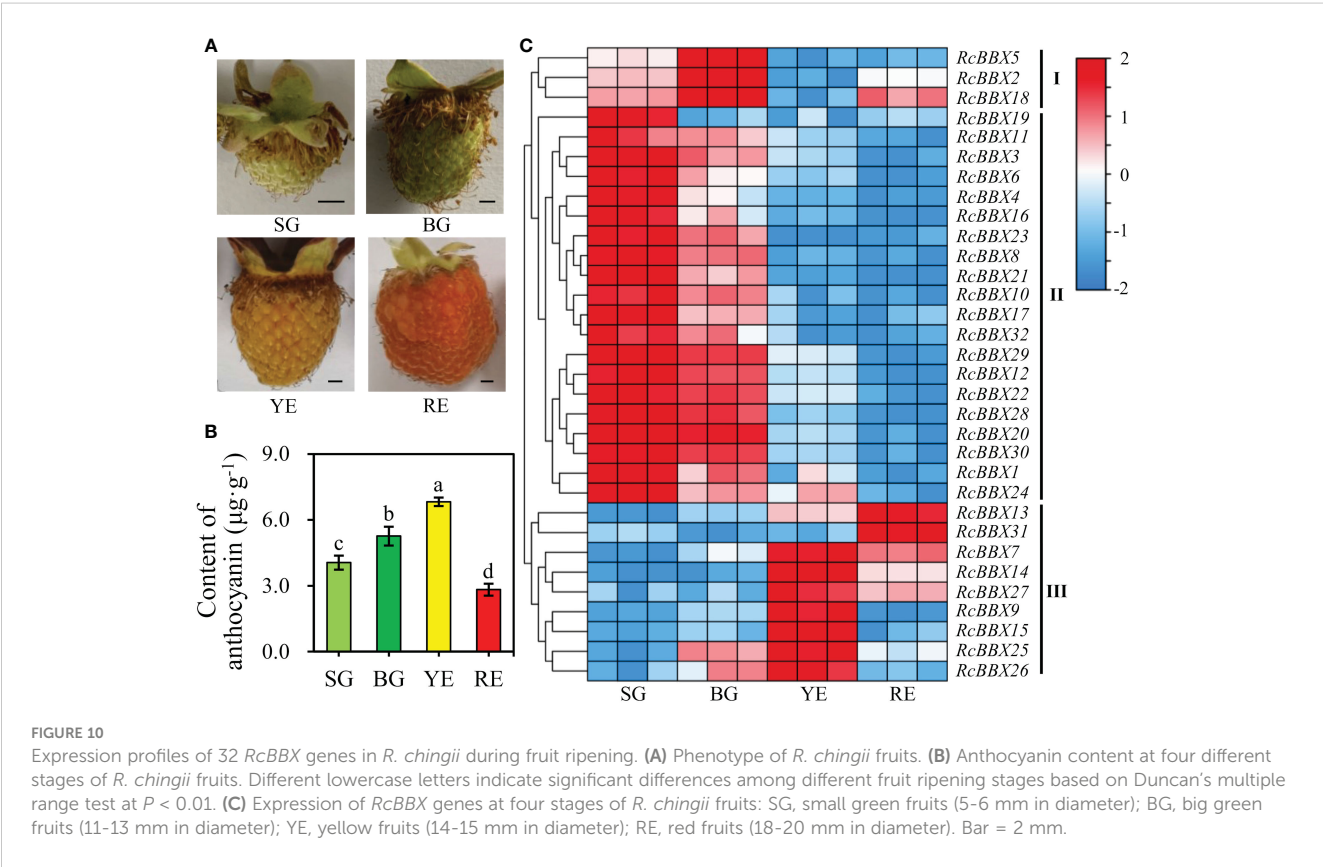 A
SG
BG
YE
RE
B
Content of
anthocyanin (µg·g-1)
9.0
6.0
3.0
0.0
c
b
a
d
SG BG YE RE
C
RcBBX5
RcBBX2
RcBBX18
RcBBX19
RcBBX11
RcBBX3
RcBBX6
RcBBX4
RcBBX16
RcBBX23
RcBBX8
RcBBX21
RcBBX10
RcBBX17
RcBBX32
RcBBX29
RcBBX12
RcBBX22
RcBBX28
RcBBX20
RcBBX30
RcBBX1
RcBBX24
RcBBX13
RcBBX31
RcBBX7
RcBBX14
RcBBX27
RcBBX9
RcBBX15
RcBBX25
RcBBX26
I
II
III
2
1
0
-1
-2
SG BG YE RE
FIGURE 10
Expression profiles of 32 RcBBX genes in R. chingii during fruit ripening. (A) Phenotype of R. chingii fruits. (B) Anthocyanin content at four different
stages of R. chingii fruits. Different lowercase letters indicate significant differences among different fruit ripening stages based on Duncan's multiple
range test at P < 0.01. (C) Expression of RcBBX genes at four stages of R. chingii fruits: SG, small green fruits (5-6 mm in diameter); BG, big green
fruits (11-13 mm in diameter); YE, yellow fruits (14-15 mm in diameter); RE, red fruits (18-20 mm in diameter). Bar = 2 mm.